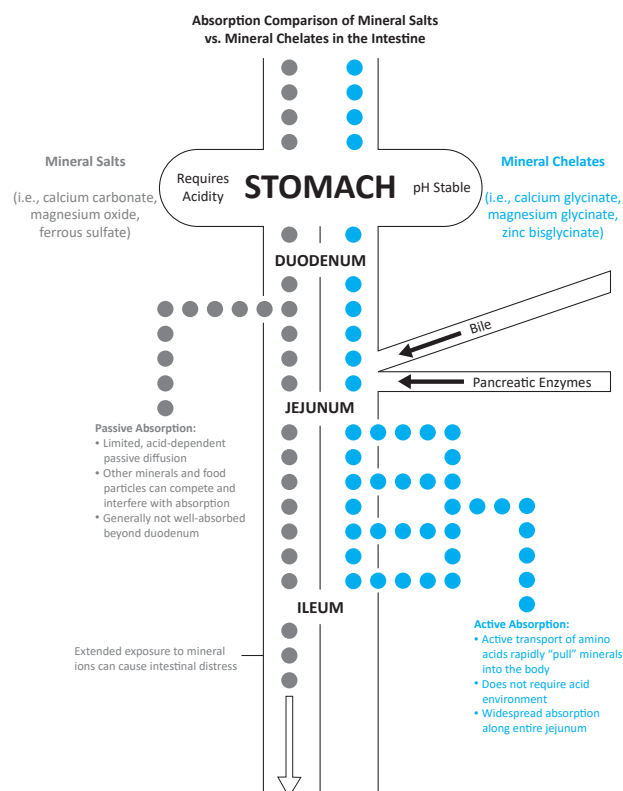 Absorption Comparison of Mineral Salts
vs. Mineral Chelates in the Intestine
Mineral Salts
(i.e., calcium carbonate,
magnesium oxide,
ferrous sulfate)
Requires
Acidity
STOMACH
pH Stable
Mineral Chelates
(i.e., calcium glycinate,
magnesium glycinate,
zinc bisglycinate)
DUODENUM
Bile
Pancreatic Enzymes
JEJUNUM
Passive Absorption:
• Limited, acid-dependent
passive diffusion
• Other minerals and food
particles can compete and
interfere with absorption
• Generally not well-absorbed
beyond duodenum
ILEUM
Extended exposure to mineral
ions can cause intestinal distress
Active Absorption:
• Active transport of amino
acids rapidly “pull” minerals
into the body
• Does not require acid
environment
• Widespread absorption
along entire jejunum